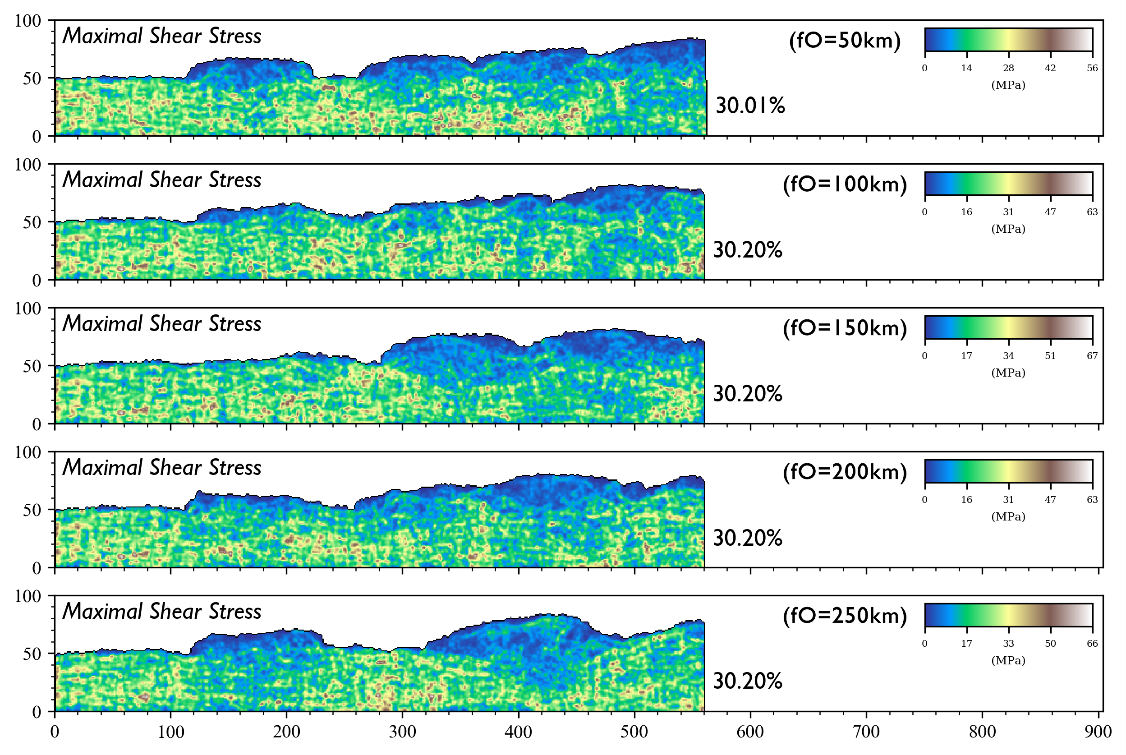 100
50
0
Maximal Shear Stress
(fO=50km)
0 14 28 42 56
(MPa)
30.01%
100
50
0
Maximal Shear Stress
(fO=100km)
0 16 31 47 63
(MPa)
30.20%
100
50
0
Maximal Shear Stress
(fO=150km)
0 17 34 51 67
(MPa)
30.20%
100
50
0
Maximal Shear Stress
(fO=200km)
0 16 31 47 63
(MPa)
30.20%
100
50
0
Maximal Shear Stress
(fO=250km)
0 17 33 50 66
(MPa)
30.20%
0 100 200 300 400 500 600 700 800 900